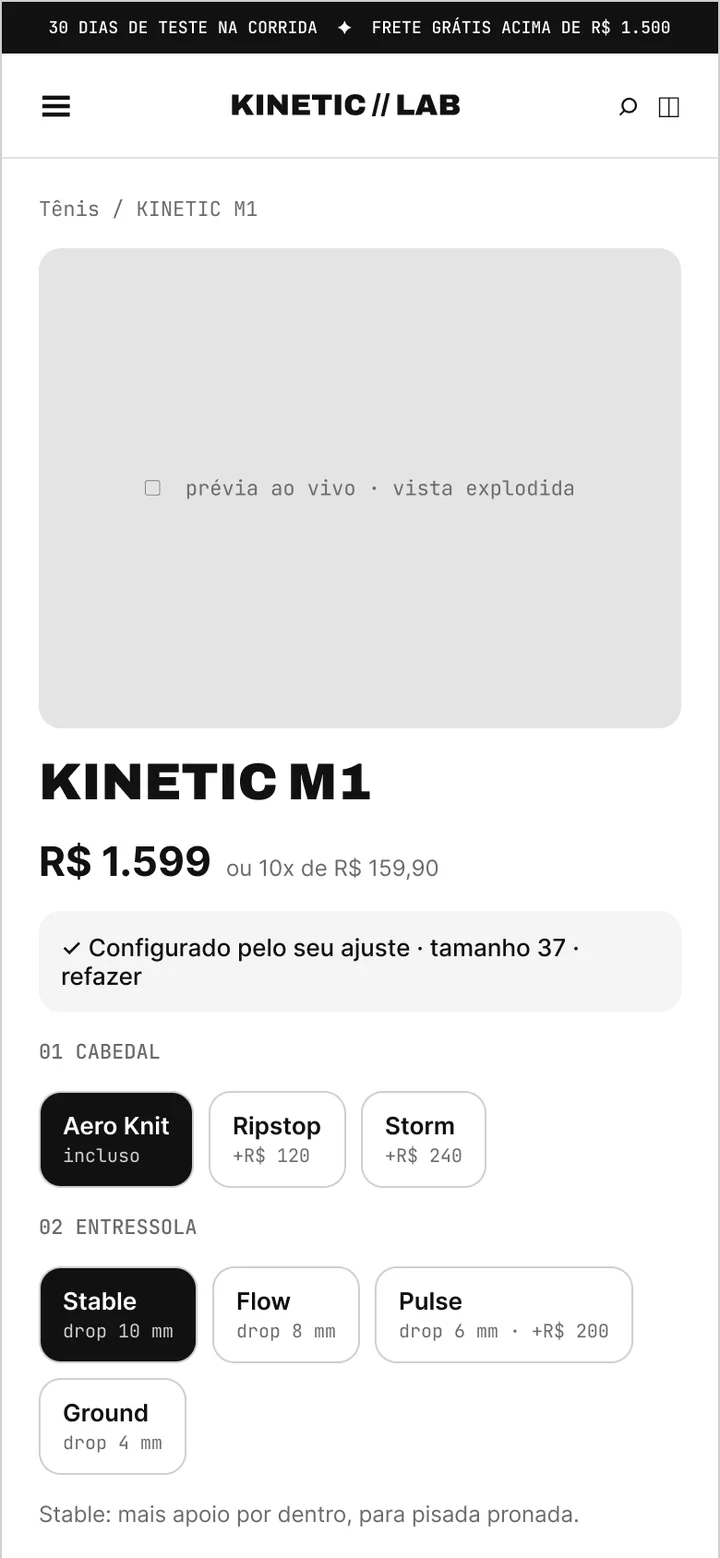 30 DIAS DE TESTE NA CORRIDA ✦ FRETE GRÁTIS ACIMA DE R$ 1.500
KINETIC // LAB
Tênis / KINETIC M1
prévia ao vivo · vista explodida
KINETIC M1
R$ 1.599 ou 10x de R$ 159,90
✓ Configurado pelo seu ajuste · tamanho 37 ·
refazer
01 CABEDAL
Aero Knit
incluso
Ripstop
+R$ 120
Storm
+R$ 240
02 ENTRESSOLA
Stable
drop 10 mm
Flow
drop 8 mm
Pulse
drop 6 mm · +R$ 200
Ground
drop 4 mm
Stable: mais apoio por dentro, para pisada pronada.